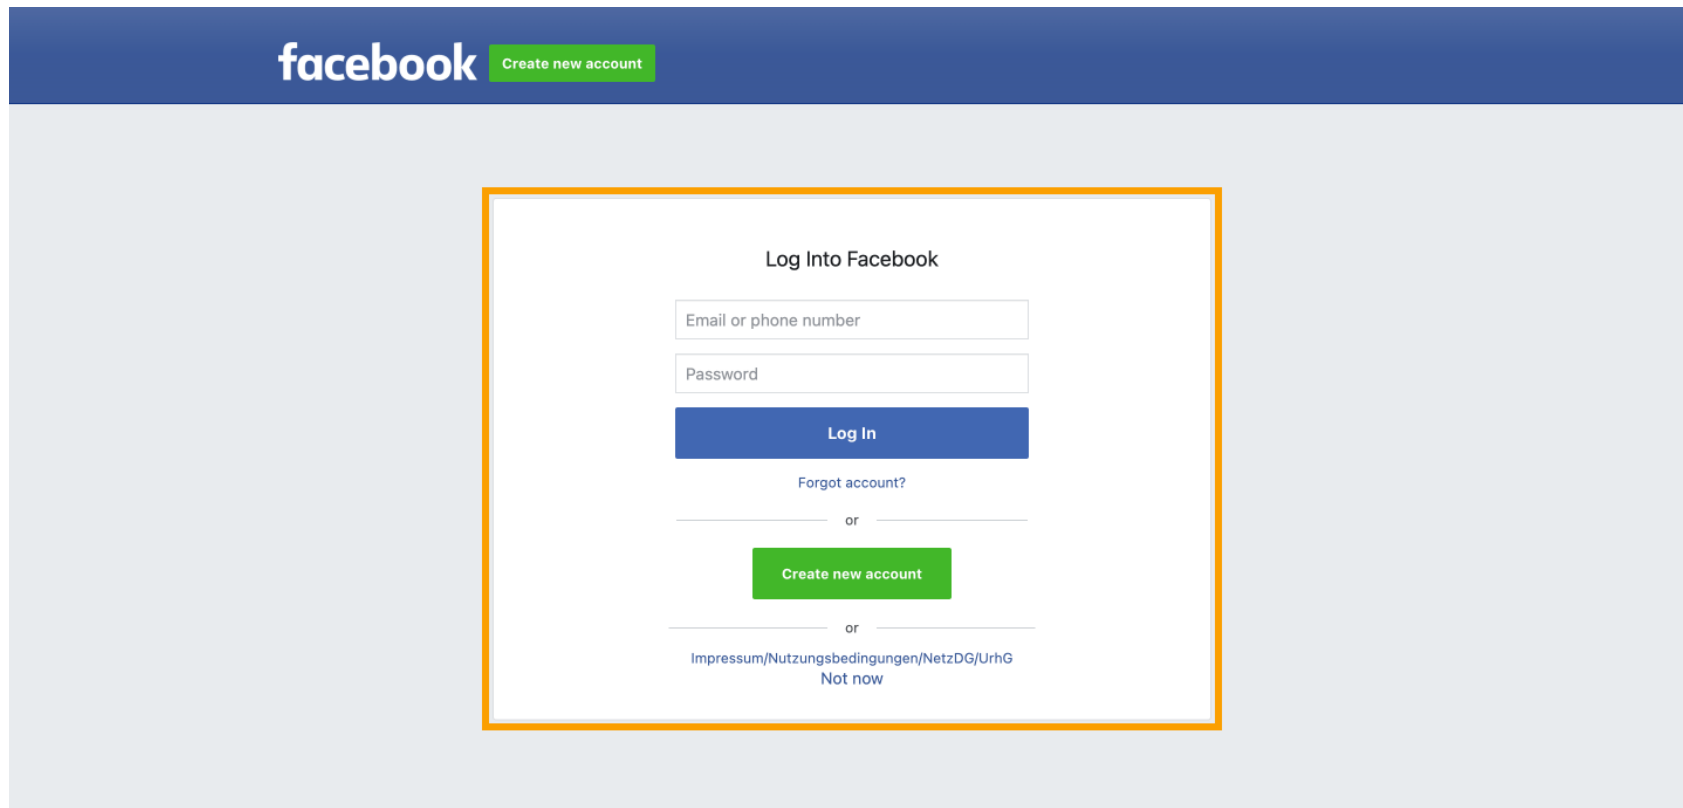 facebook Create new account
Log Into Facebook
Email or phone number
Password
Log In
Forgot account?
or
Create new account
or
Impressum/Nutzungsbedingungen/NetzDG/UrhG
Not now